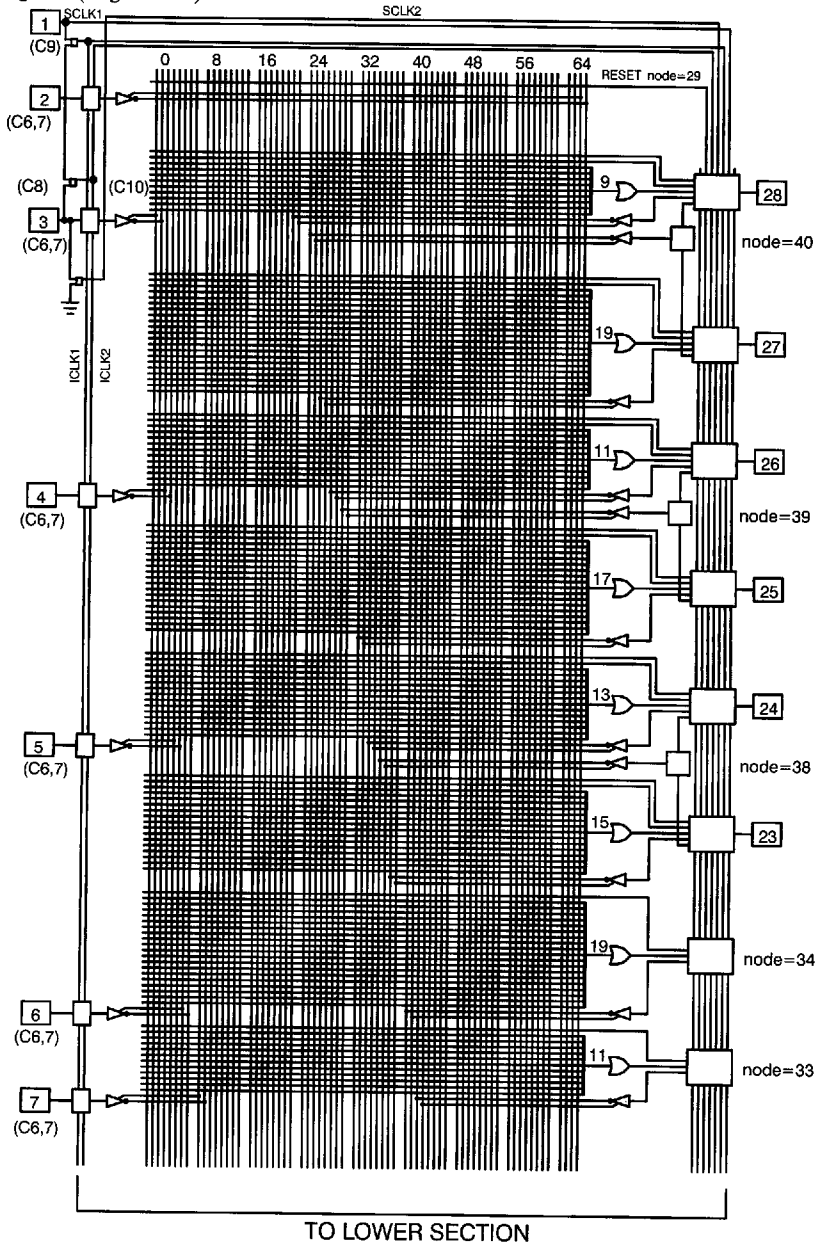 SCLK1
SCLK2
1
(C9)
0 8 16 24 32 40 48 56 64
RESET node=29
2
(C6,7)
(C8)
(C10)
9
28
3
(C6,7)
node=40
19
27
ICLK1
ICLK2
11
26
4
(C6,7)
node=39
17
25
13
24
5
(C6,7)
node=38
15
23
19
node=34
6
(C6,7)
11
node=33
7
(C6,7)
TO LOWER SECTION